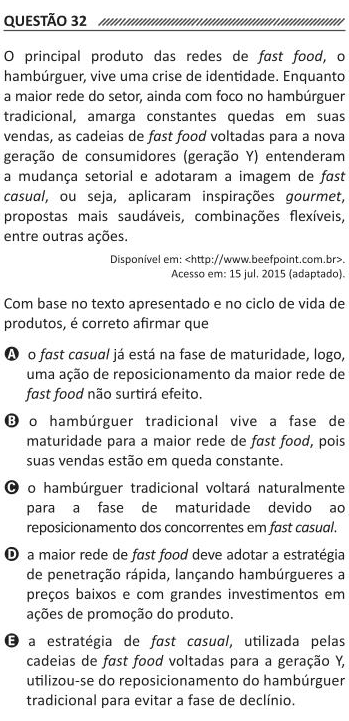 QUESTÃO 32
O principal produto das redes de fast food, o
hambúrguer, vive uma crise de identidade. Enquanto
a maior rede do setor, ainda com foco no hambúrguer
tradicional, amarga constantes quedas em suas
vendas, as cadeias de fast food voltadas para a nova
geração de consumidores (geração Y) entenderam
a mudança setorial e adotaram a imagem de fast
casual, ou seja, aplicaram inspirações gourmet,
propostas mais saudáveis, combinações flexíveis,
entre outras ações.
Disponível em: <http://www.beefpoint.com.br>.
Acesso em: 15 jul. 2015 (adaptado).
Com base no texto apresentado e no ciclo de vida de
produtos, é correto afirmar que
A o fast casual já está na fase de maturidade, logo,
uma ação de reposicionamento da maior rede de
fast food não surtirá efeito.
B o hambúrguer tradicional vive a fase de
maturidade para a maior rede de fast food, pois
suas vendas estão em queda constante.
C o hambúrguer tradicional voltará naturalmente
para a fase de maturidade devido ao
reposicionamento dos concorrentes em fast casual.
D a maior rede de fast food deve adotar a estratégia
de penetração rápida, lançando hambúrgueres a
preços baixos e com grandes investimentos em
ações de promoção do produto.
E a estratégia de fast casual, utilizada pelas
cadeias de fast food voltadas para a geração Y,
utilizou-se do reposicionamento do hambúrguer
tradicional para evitar a fase de declínio.